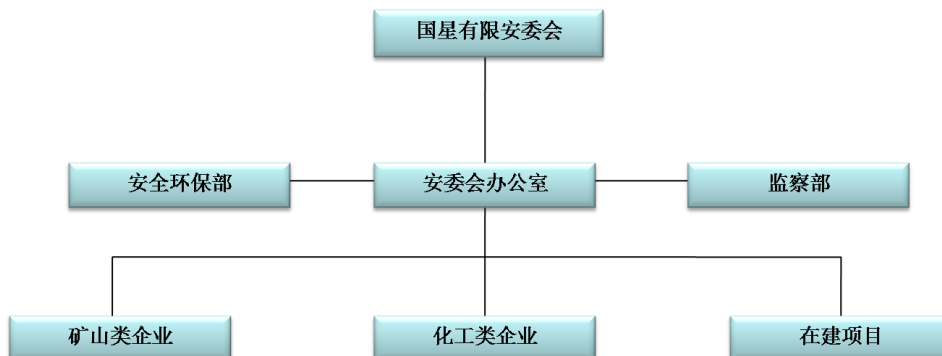 国星有限安委会
安全环保部
安委会办公室
监察部
矿山类企业
化工类企业
在建项目